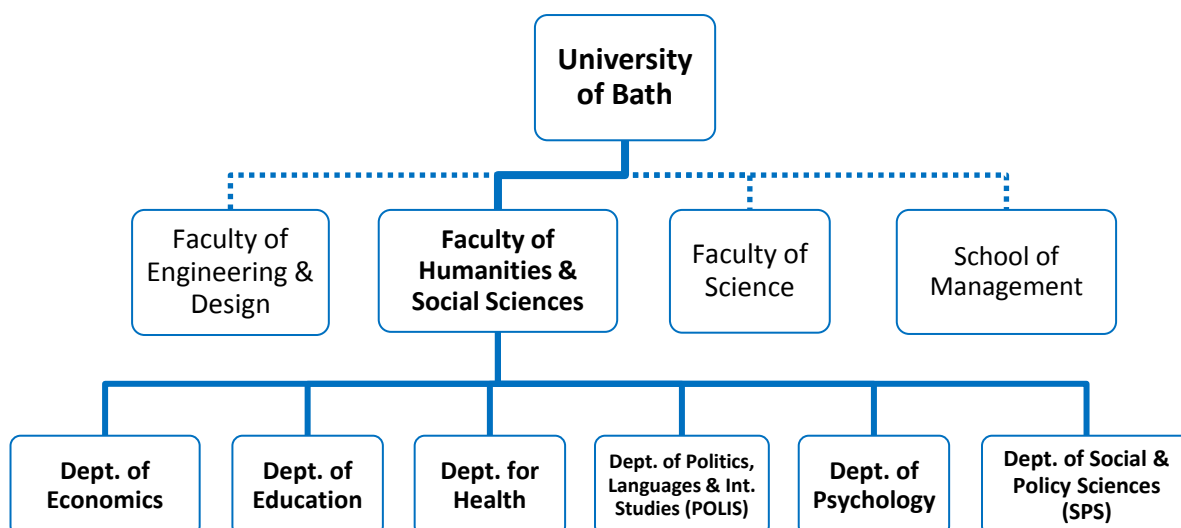 University
of Bath
Faculty of
Engineering &
Design
Faculty of
Humanities &
Social Sciences
Faculty of
Science
School of
Management
Dept. of
Economics
Dept. of
Education
Dept. for
Health
Dept. of Politics,
Languages & Int.
Studies (POLIS)
Dept. of
Psychology
Dept. of Social &
Policy Sciences
(SPS)